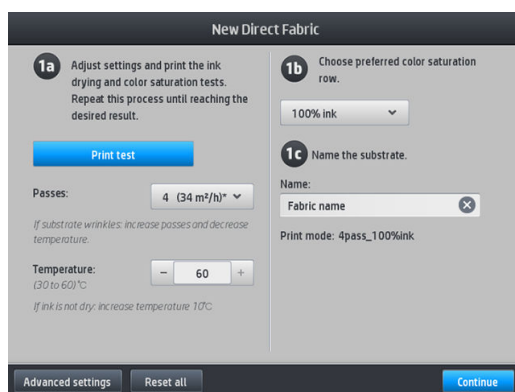 New Direct Fabric
1a
Adjust settings and print the ink
drying and color saturation tests.
Repeat this process until reaching the
desired result.
Print test
Passes:
4 (34 m²/h)*
If substrate wrinkles: increase passes and decrease
temperature.
Temperature:
(30 to 60)°C
− 60 +
If ink is not dry: increase temperature 10°C
1b
Choose preferred color saturation
row.
100% ink
1c
Name the substrate.
Name:
Fabric name
Print mode: 4pass_100%ink
Advanced settings
Reset all
Continue